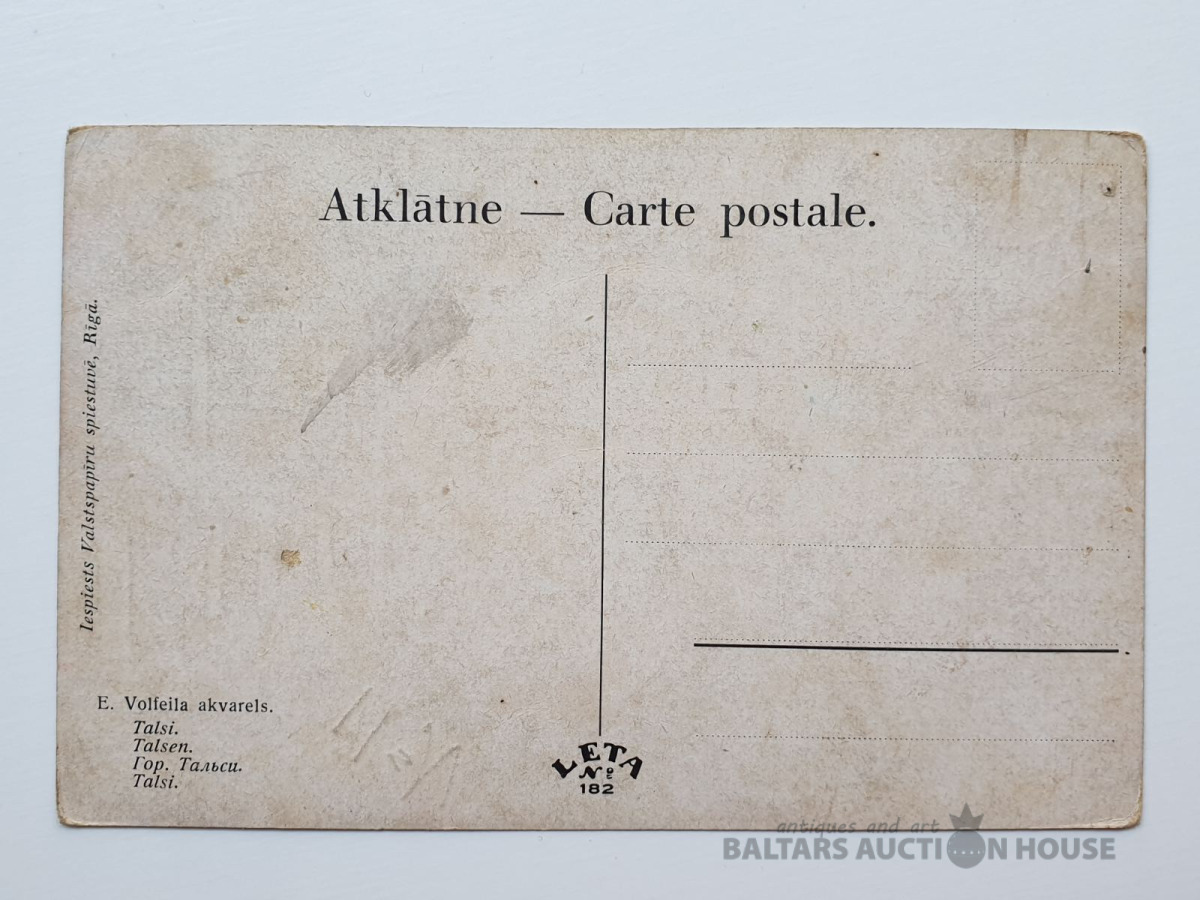 Atklātne — Carte postale.
Iespiests Valstspapīru spiestuvē, Rīgā.
E. Volfeila akvarels.
Talsi.
Talsen.
Гор. Тальси.
Talsi.
LETA
№
182
antiques and art
BALTARS AUCTION HOUSE